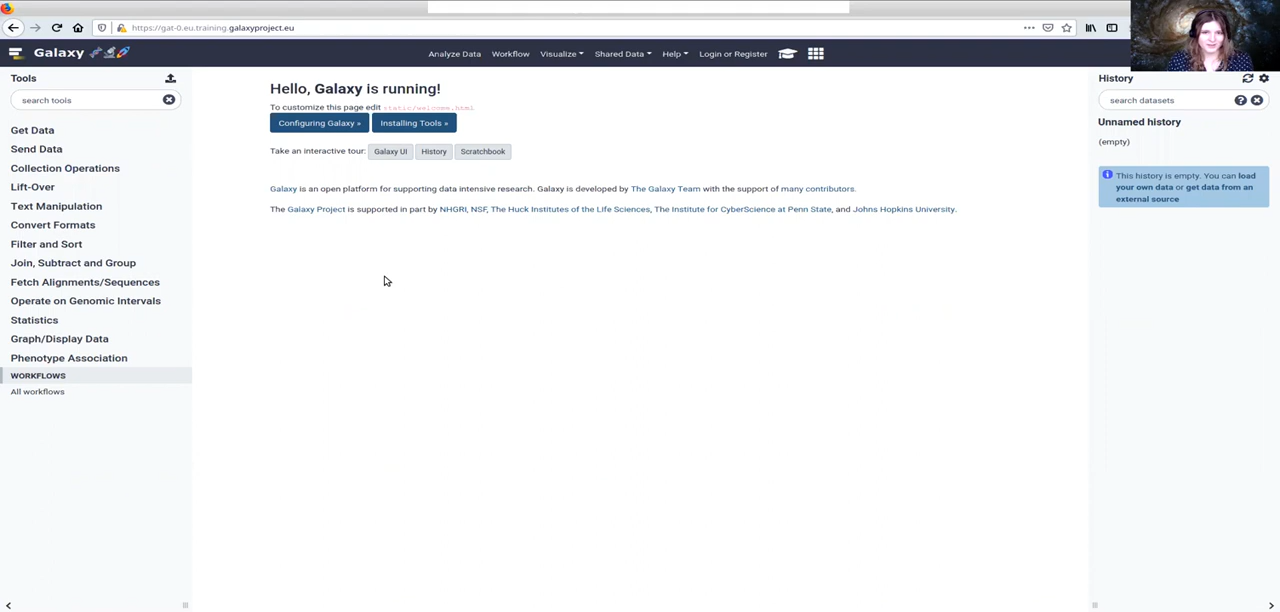 https://gat-0.eu.training.galaxyproject.eu
Galaxy
Analyze Data Workflow Visualize Shared Data Help Login or Register
Tools
search tools
Get Data
Send Data
Collection Operations
Lift-Over
Text Manipulation
Convert Formats
Filter and Sort
Join, Subtract and Group
Fetch Alignments/Sequences
Operate on Genomic Intervals
Statistics
Graph/Display Data
Phenotype Association
WORKFLOWS
All workflows
Hello, Galaxy is running!
To customize this page edit static/welcome.html
Configuring Galaxy » Installing Tools »
Take an interactive tour: Galaxy UI History Scratchbook
Galaxy is an open platform for supporting data intensive research. Galaxy is developed by The Galaxy Team with the support of many contributors.
The Galaxy Project is supported in part by NHGRI, NSF, The Huck Institutes of the Life Sciences, The Institute for CyberScience at Penn State, and Johns Hopkins University.
History
search datasets
Unnamed history
(empty)
This history is empty. You can load
your own data or get data from an
external source